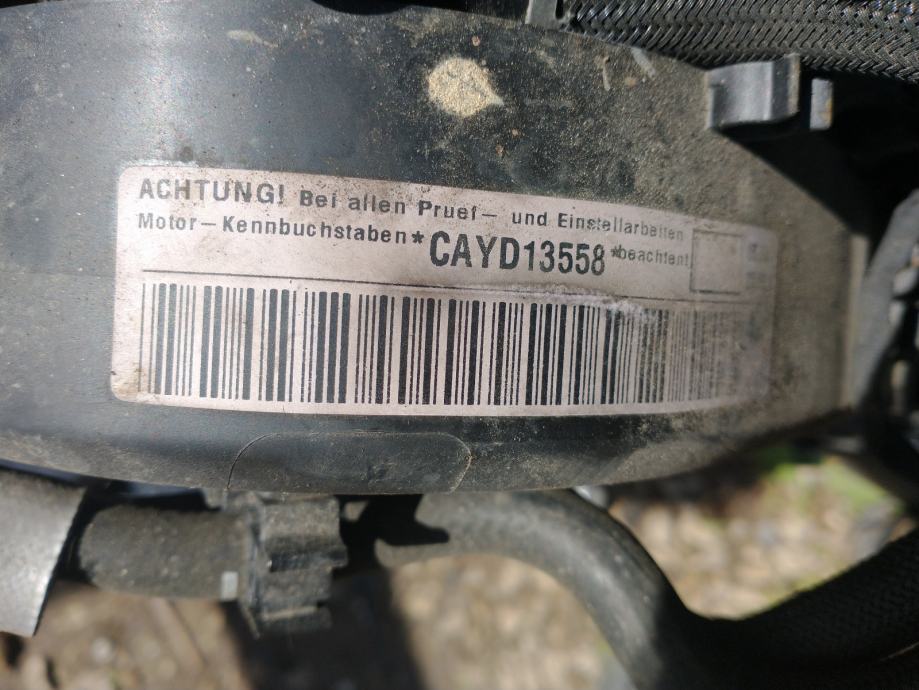 ACHTUNG! Bei allen Pruef— und Einstellarbeiten
Motor—Kennbuchstaben*CAYD13558*beachten!